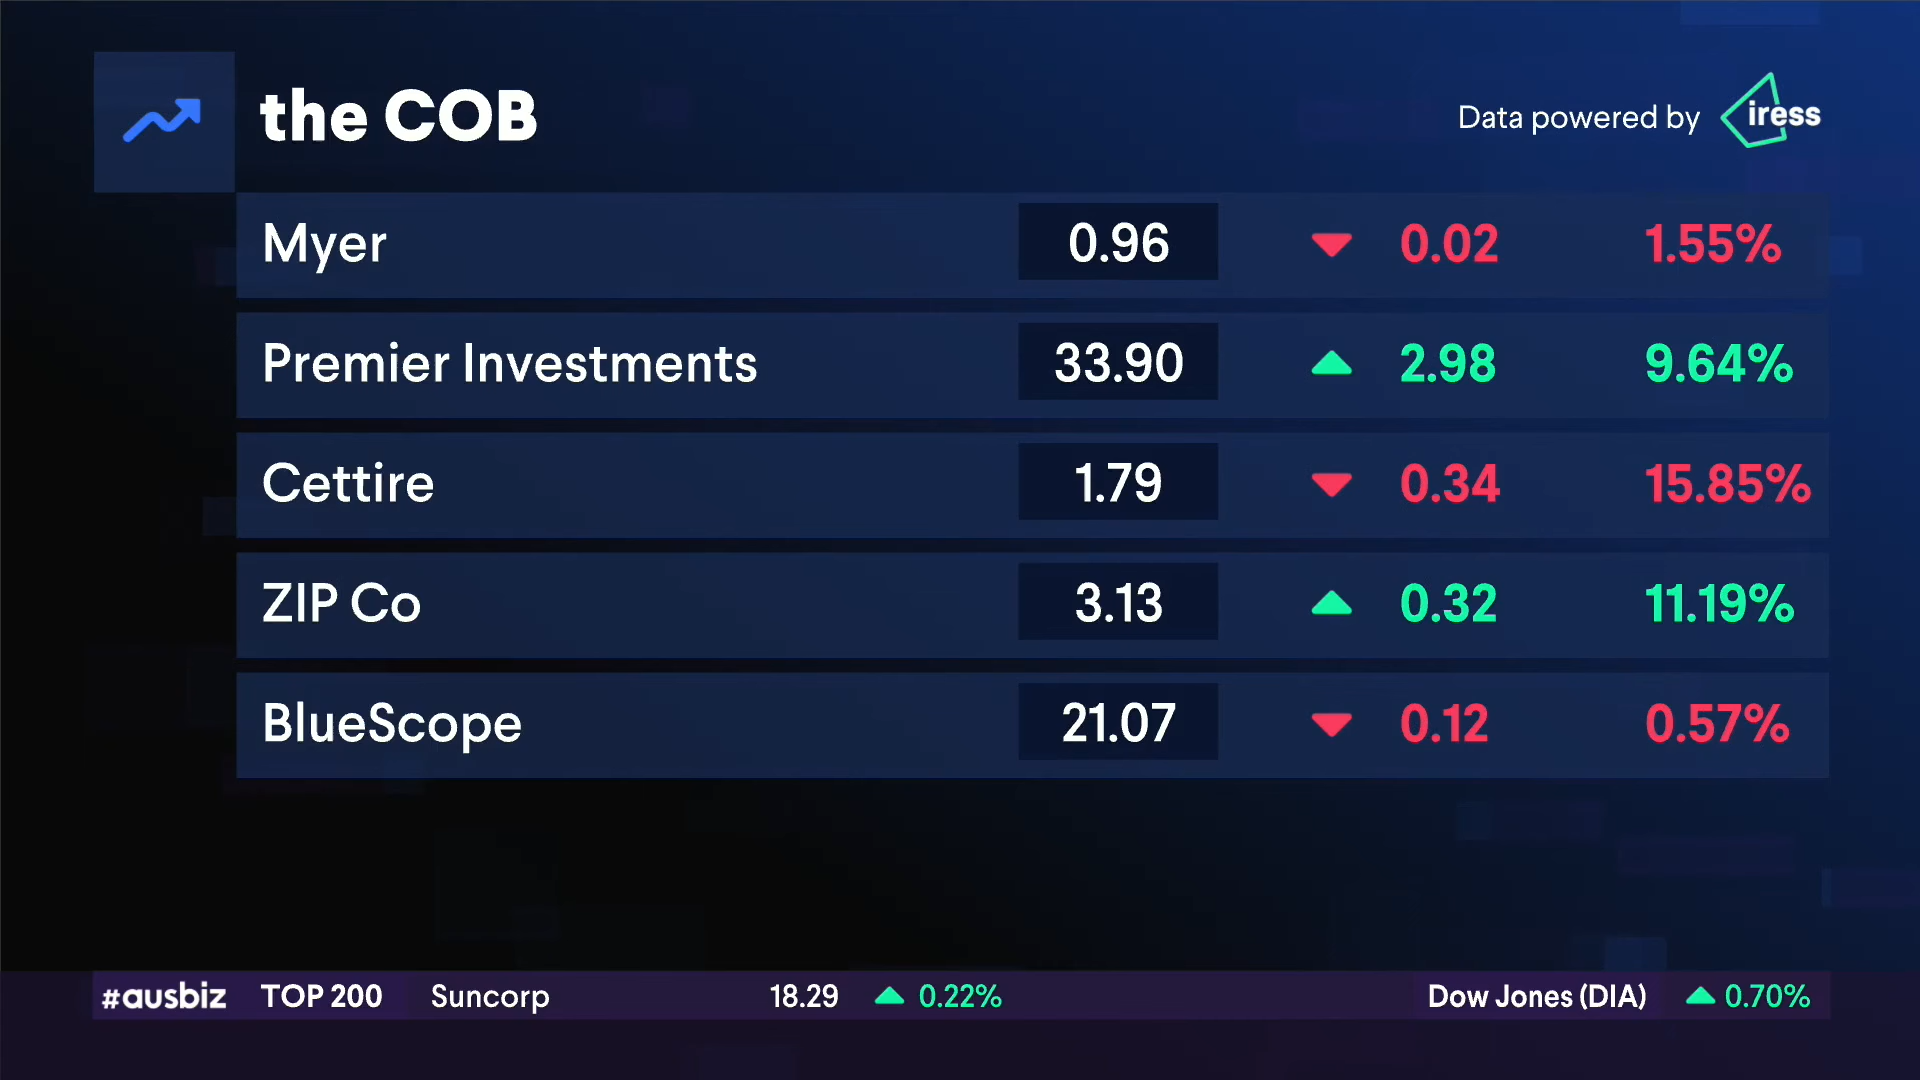 the COB
Data powered by iress
Myer 0.96 0.02 1.55%
Premier Investments 33.90 2.98 9.64%
Cettire 1.79 0.34 15.85%
ZIP Co 3.13 0.32 11.19%
BlueScope 21.07 0.12 0.57%
#ausbiz TOP 200 Suncorp 18.29 0.22% Dow Jones (DIA) 0.70%